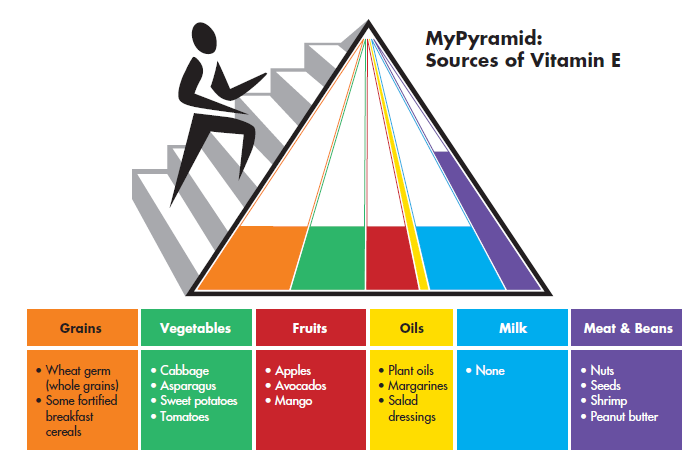 MyPyramid:
Sources of Vitamin E
Grains
Vegetables
Fruits
Oils
Milk
Meat & Beans
• Wheat germ
(whole grains)
• Some fortified
breakfast
cereals
• Cabbage
• Asparagus
• Sweet potatoes
• Tomatoes
• Apples
• Avocados
• Mango
• Plant oils
• Margarines
• Salad
dressings
• None
• Nuts
• Seeds
• Shrimp
• Peanut butter